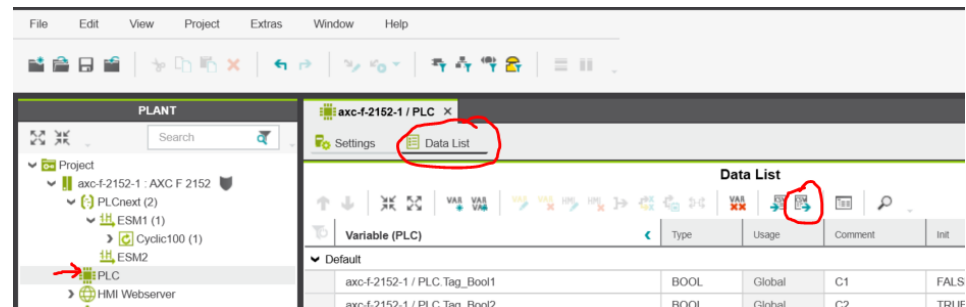 File Edit View Project Extras Window Help
PLANT
axc-f-2152-1 / PLC ×
Search
Settings Data List
Project
Data List
axc-f-2152-1 : AXC F 2152
PLCnext (2)
ESM1 (1)
Cyclic100 (1)
ESM2
PLC
HMI Webserver
Variable (PLC) Type Usage Comment Init
Default
axc-f-2152-1 / PLC.Tag_Bool1 BOOL Global C1 FALS
axc-f-2152-1 / PLC.Tag_Bool2 BOOL Global C2 TRUE